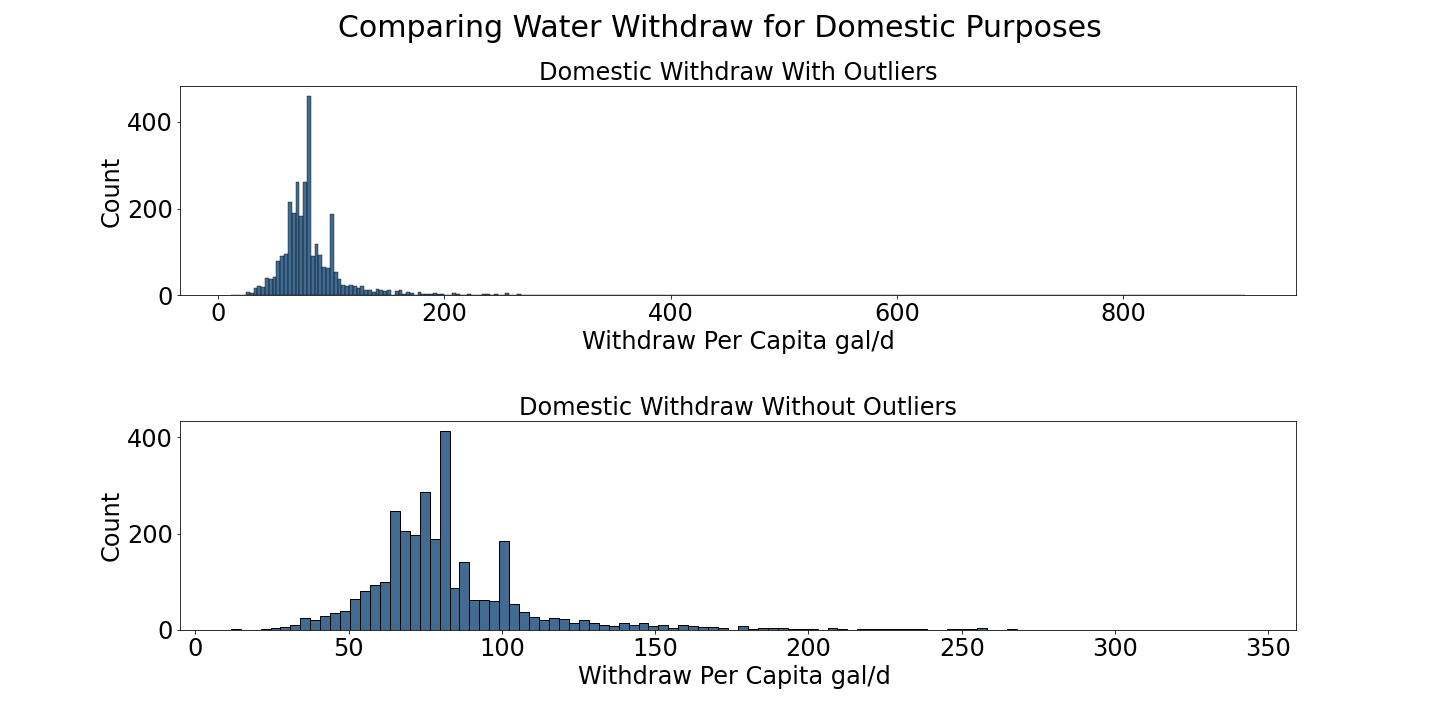 Comparing Water Withdraw for Domestic Purposes
Domestic Withdraw With Outliers
Count
400
200
0
0 200 400 600 800
Withdraw Per Capita gal/d
Domestic Withdraw Without Outliers
Count
400
200
0
0 50 100 150 200 250 300 350
Withdraw Per Capita gal/d